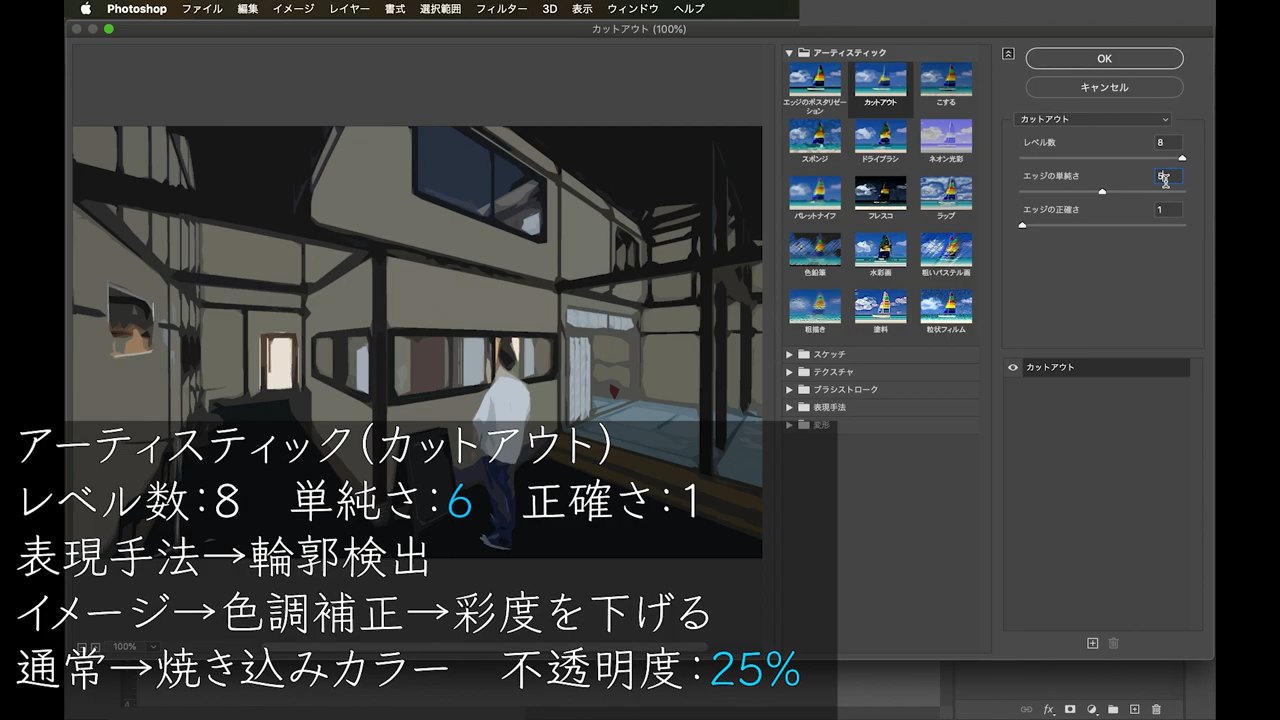 Photoshop ファイル 編集 イメージ レイヤー 書式 選択範囲 フィルター 3D 表示 ウィンドウ ヘルプ
カットアウト (100%)
アーティスティック
エッジのポスタリゼーション
カットアウト
こする
スポンジ
ドライブラシ
ネオン光彩
パレットナイフ
フレスコ
ラップ
色鉛筆
水彩画
粗いパステル画
粗描き
塗料
粒状フィルム
スケッチ
テクスチャ
ブラシストローク
表現手法
変形
OK
キャンセル
カットアウト
レベル数 8
エッジの単純さ
エッジの正確さ 1
カットアウト
アーティスティック(カットアウト)
レベル数:8 単純さ:6 正確さ:1
表現手法→輪郭検出
イメージ→色調補正→彩度を下げる
100%
通常→焼き込みカラー 不透明度:25%
fx